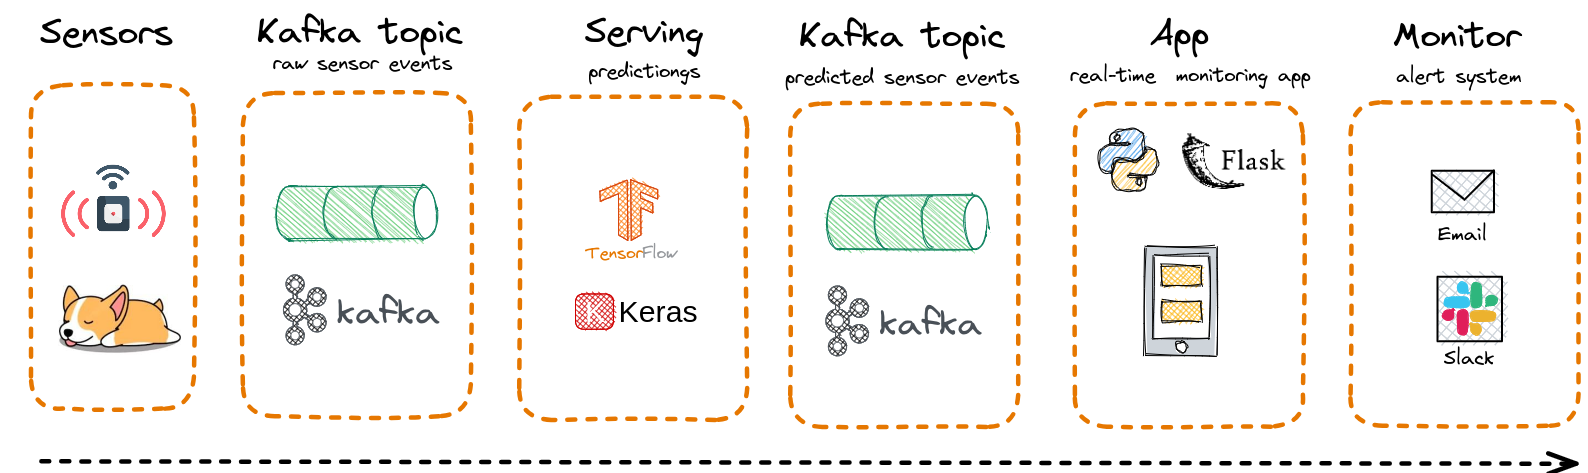 Sensors
Kafka topic
raw sensor events
kafka
Serving
predictiongs
TensorFlow
K Keras
Kafka topic
predicted sensor events
kafka
App
real-time monitoring app
Flask
Monitor
alert system
Email
Slack